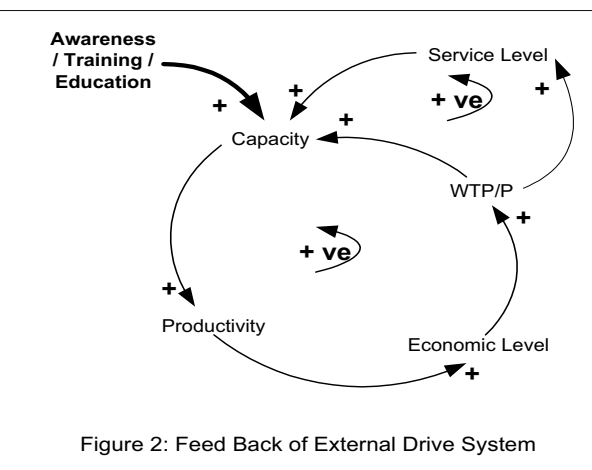 Awareness
/ Training /
Education
Service Level
+
+
+ ve
+
+
Capacity
WTP/P
+
+ ve
+
Productivity
Economic Level
+
Figure 2: Feed Back of External Drive System